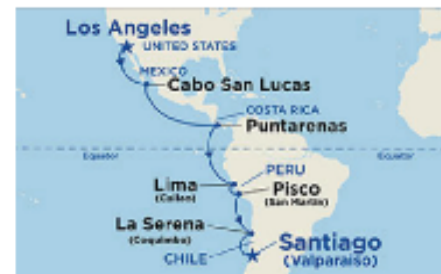 Los Angeles
UNITED STATES
MEXICO
Cabo San Lucas
COSTA RICA
Puntarenas
Equator
Equator
PERU
Lima
(Callao)
Pisco
(San Martin)
La Serena
(Coquimbo)
CHILE
Santiago
(Valparaiso)